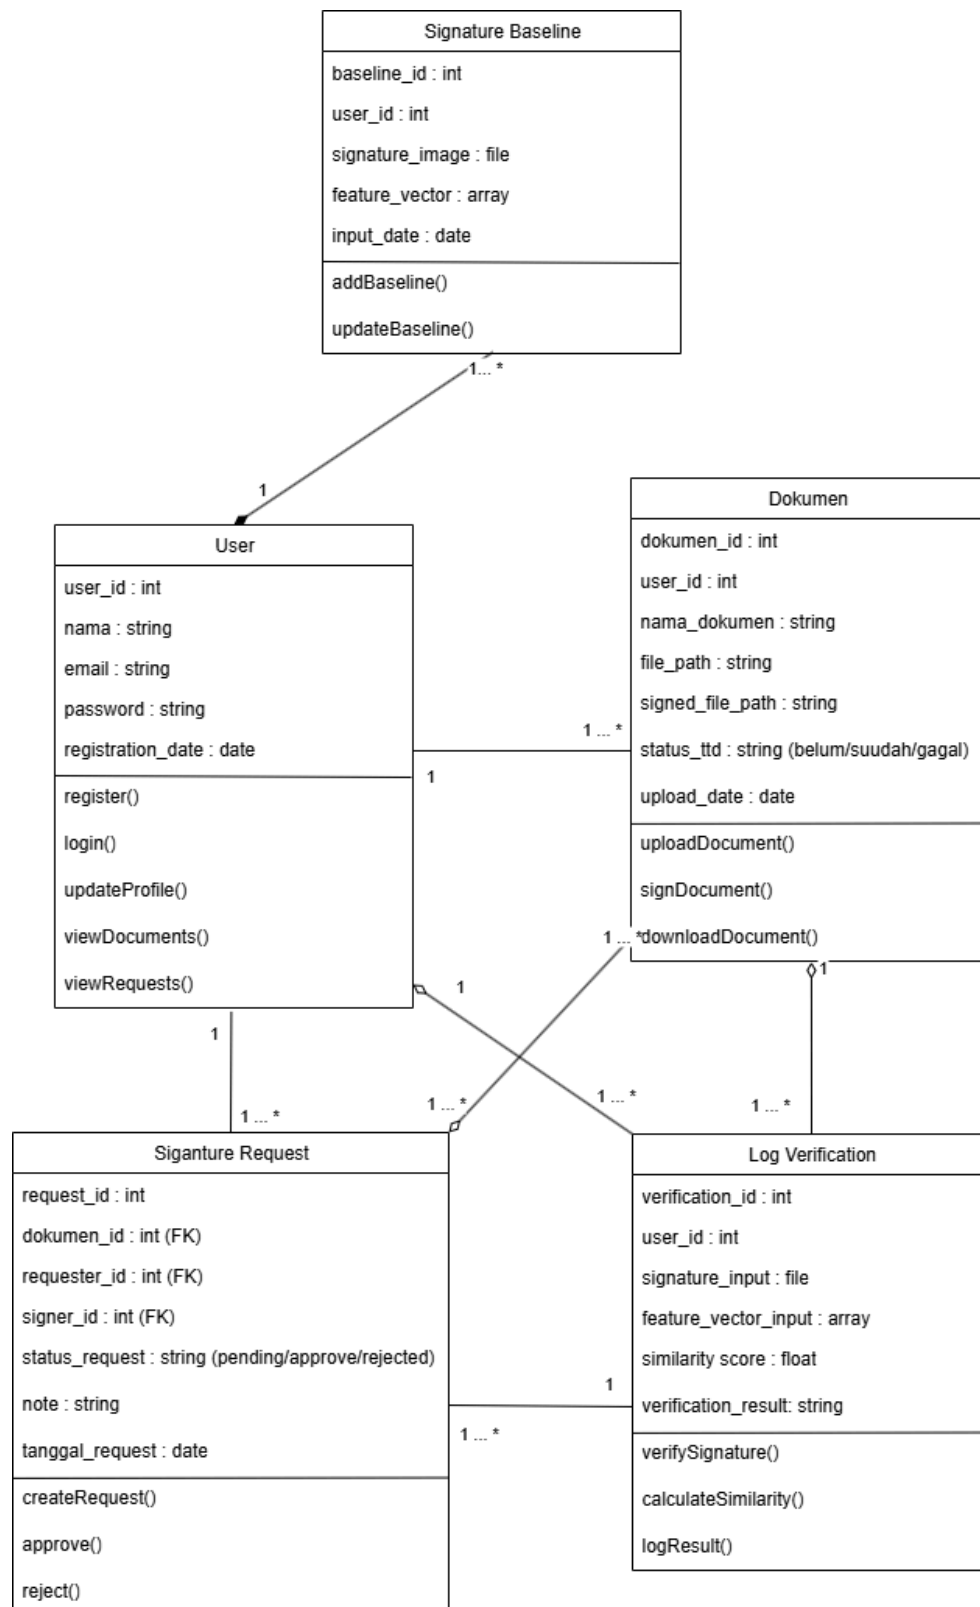 Signature Baseline
baseline_id : int
user_id : int
signature_image : file
feature_vector : array
input_date : date
addBaseline()
updateBaseline()
1... *
1
User
user_id : int
nama : string
email : string
password : string
registration_date : date
register()
login()
updateProfile()
viewDocuments()
viewRequests()
Dokumen
dokumen_id : int
user_id : int
nama_dokumen : string
file_path : string
signed_file_path : string
status_ttd : string (belum/suudah/gagal)
upload_date : date
uploadDocument()
signDocument()
downloadDocument()
1 ... *
1
1 ... *
1
1
1
1 ... *
1 ... *
1 ... *
1 ... *
Siganture Request
request_id : int
dokumen_id : int (FK)
requester_id : int (FK)
signer_id : int (FK)
status_request : string (pending/approve/rejected)
note : string
tanggal_request : date
createRequest()
approve()
reject()
1
1 ... *
Log Verification
verification_id : int
user_id : int
signature_input : file
feature_vector_input : array
similarity score : float
verification_result: string
verifySignature()
calculateSimilarity()
logResult()